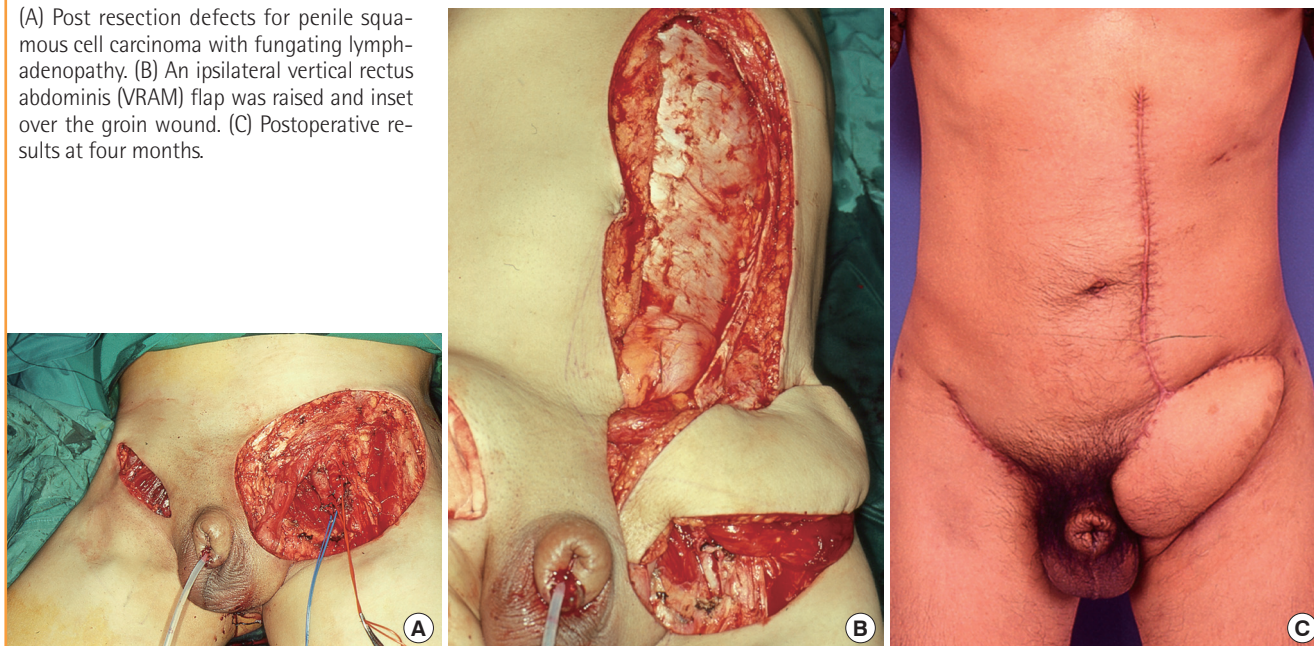 (A) Post resection defects for penile squa-
mous cell carcinoma with fungating lymph-
adenopathy. (B) An ipsilateral vertical rectus
abdominis (VRAM) flap was raised and inset
over the groin wound. (C) Postoperative re-
sults at four months.
A
B
C